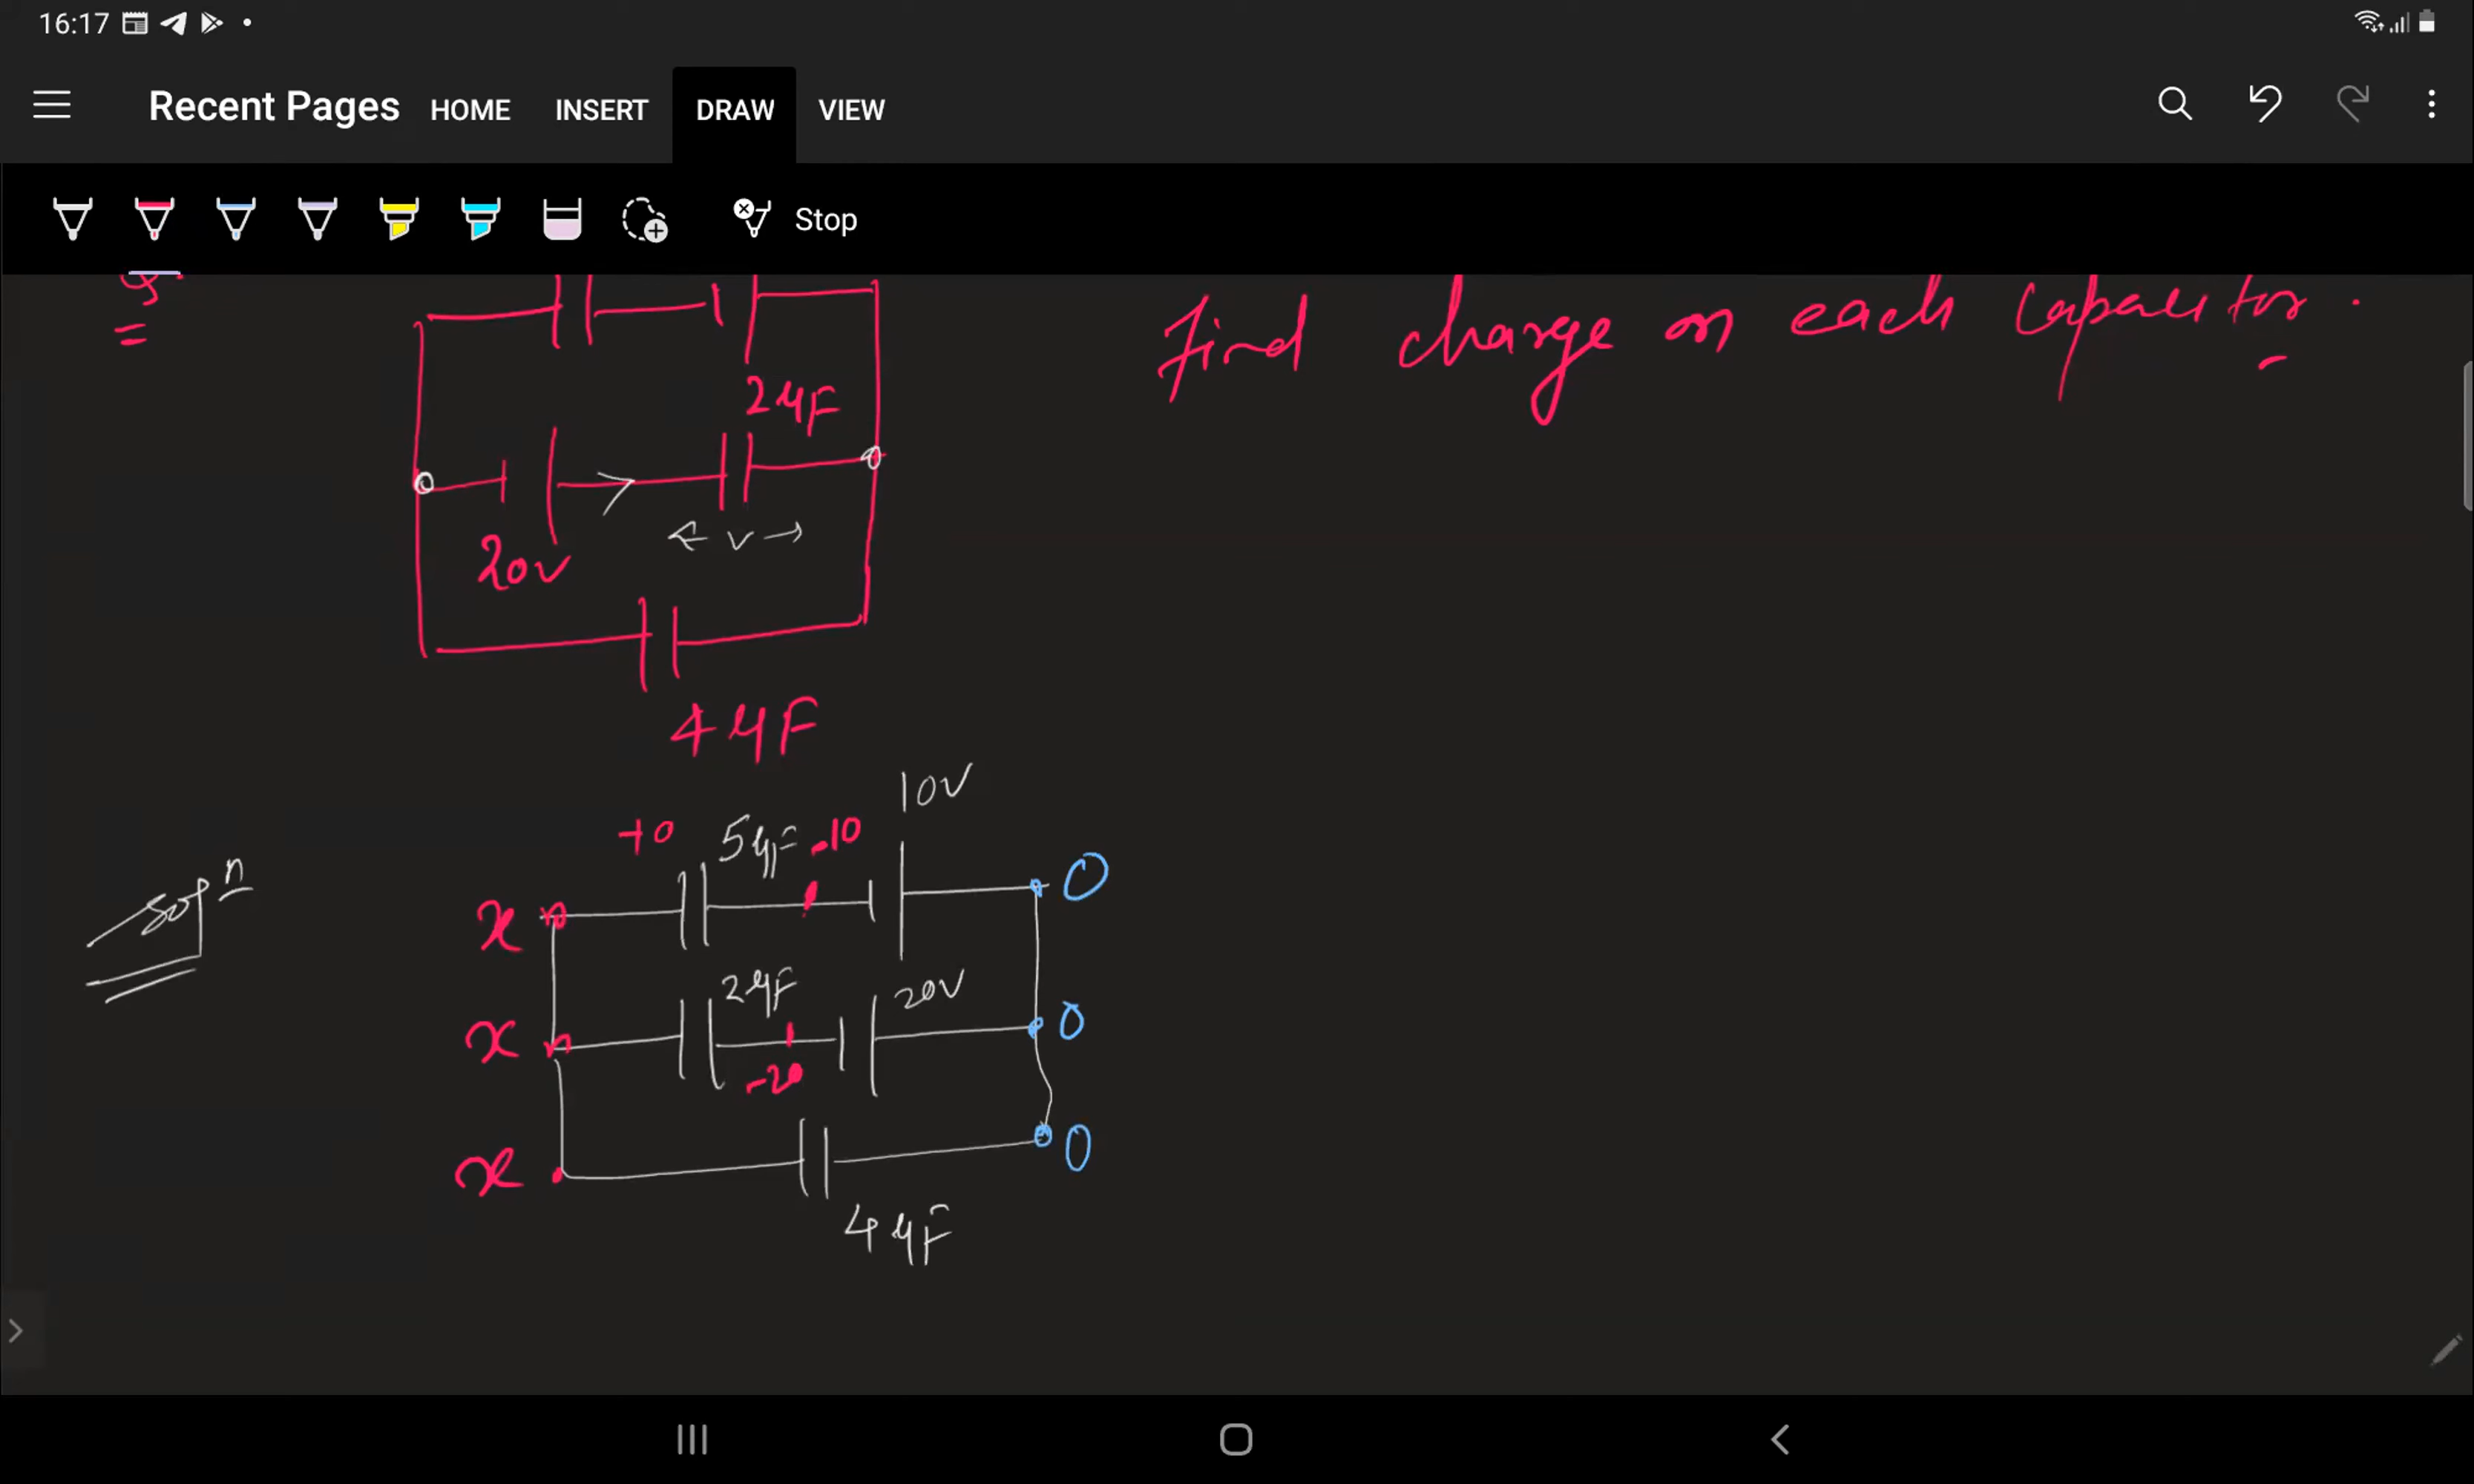 16:17
Recent Pages HOME INSERT DRAW VIEW
Stop
Find charge on each capacitor.
2μF
← v →
20v
4μF
10V
+0 5μF -10
soln
x 0
2μF 20V
x 0
-20
x 0
4μF